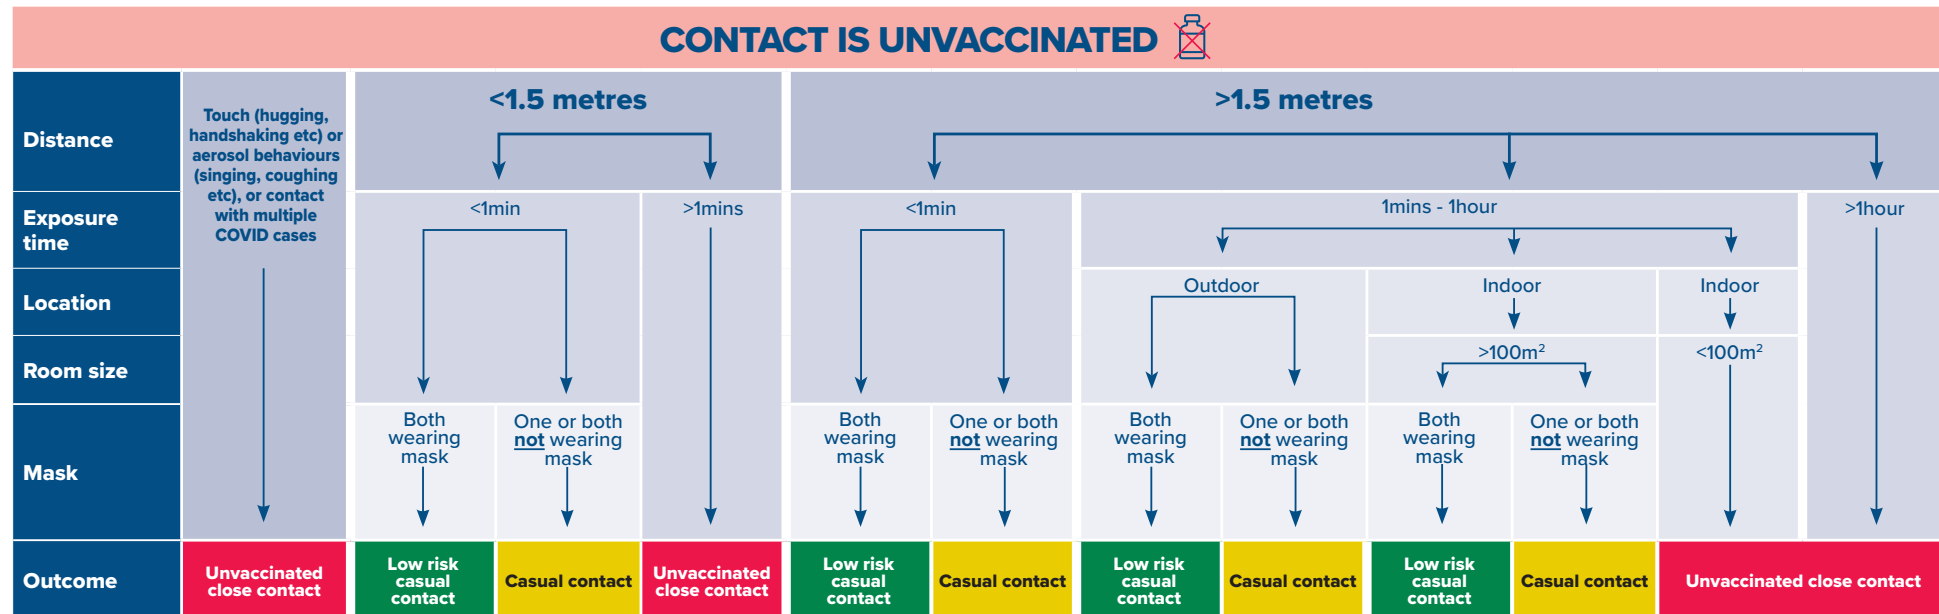 CONTACT IS UNVACCINATED
Distance
Touch (hugging,
handshaking etc) or
aerosol behaviours
(singing, coughing
etc), or contact
with multiple
COVID cases
<1.5 metres
>1.5 metres
Exposure
time
<1min
>1mins
<1min
1mins - 1hour
>1hour
Location
Outdoor
Indoor
Indoor
Room size
>100m²
<100m²
Mask
Both
wearing
mask
One or both
not wearing
mask
Both
wearing
mask
One or both
not wearing
mask
Both
wearing
mask
One or both
not wearing
mask
Both
wearing
mask
One or both
not wearing
mask
Outcome
Unvaccinated
close contact
Low risk
casual
contact
Casual contact
Unvaccinated
close contact
Low risk
casual
contact
Casual contact
Low risk
casual
contact
Casual contact
Low risk
casual
contact
Casual contact
Unvaccinated close contact